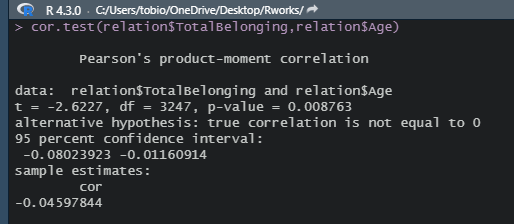 R 4.3.0 · C:/Users/tobio/OneDrive/Desktop/Rworks/
> cor.test(relation$TotalBelonging,relation$Age)
Pearson's product-moment correlation
data:  relation$TotalBelonging and relation$Age
t = -2.6227, df = 3247, p-value = 0.008763
alternative hypothesis: true correlation is not equal to 0
95 percent confidence interval:
 -0.08023923 -0.01160914
sample estimates:
cor
-0.04597844